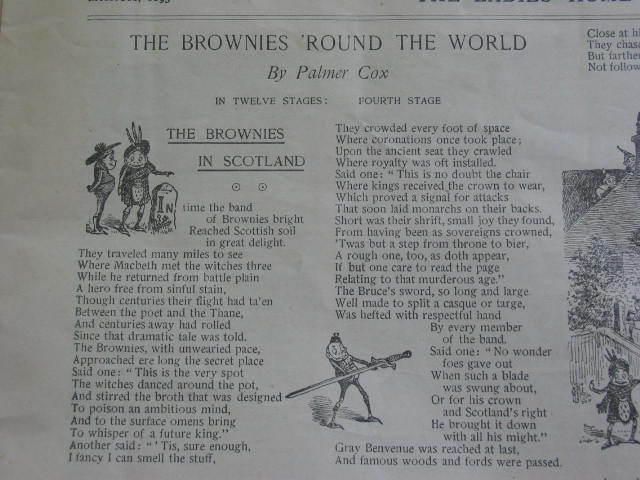 THE LADIES' HOME
THE BROWNIES 'ROUND THE WORLD
By Palmer Cox
IN TWELVE STAGES: FOURTH STAGE
THE BROWNIES
IN SCOTLAND
IN
time the band
of Brownies bright
Reached Scottish soil
in great delight.
They traveled many miles to see
Where Macbeth met the witches three
While he returned from battle plain
A hero free from sinful stain,
Though centuries their flight had ta'en
Between the poet and the Thane,
And centuries away had rolled
Since that dramatic tale was told.
The Brownies, with unwearied pace,
Approached ere long the secret place
Said one: "This is the very spot
The witches danced around the pot,
And stirred the broth that was designed
To poison an ambitious mind,
And to the surface omens bring
To whisper of a future king."
Another said: "'Tis, sure enough,
I fancy I can smell the stuff,
They crowded every foot of space
Where coronations once took place;
Upon the ancient seat they crawled
Where royalty was oft installed.
Said one: "This is no doubt the chair
Where kings received the crown to wear,
Which proved a signal for attacks
That soon laid monarchs on their backs.
Short was their shrift, small joy they found,
From having been as sovereigns crowned,
'Twas but a step from throne to bier,
A rough one, too, as doth appear,
If but one care to read the page
Relating to that murderous age."
The Bruce's sword, so long and large,
Well made to split a casque or targe,
Was hefted with respectful hand
By every member
of the band.
Said one: "No wonder
foes gave out
When such a blade
was swung about,
Or for his crown
and Scotland's right
He brought it down
with all his might."
Gray Benvenue was reached at last,
And famous woods and fords were passed.
Close at hi
They chase
But farther
Not follow